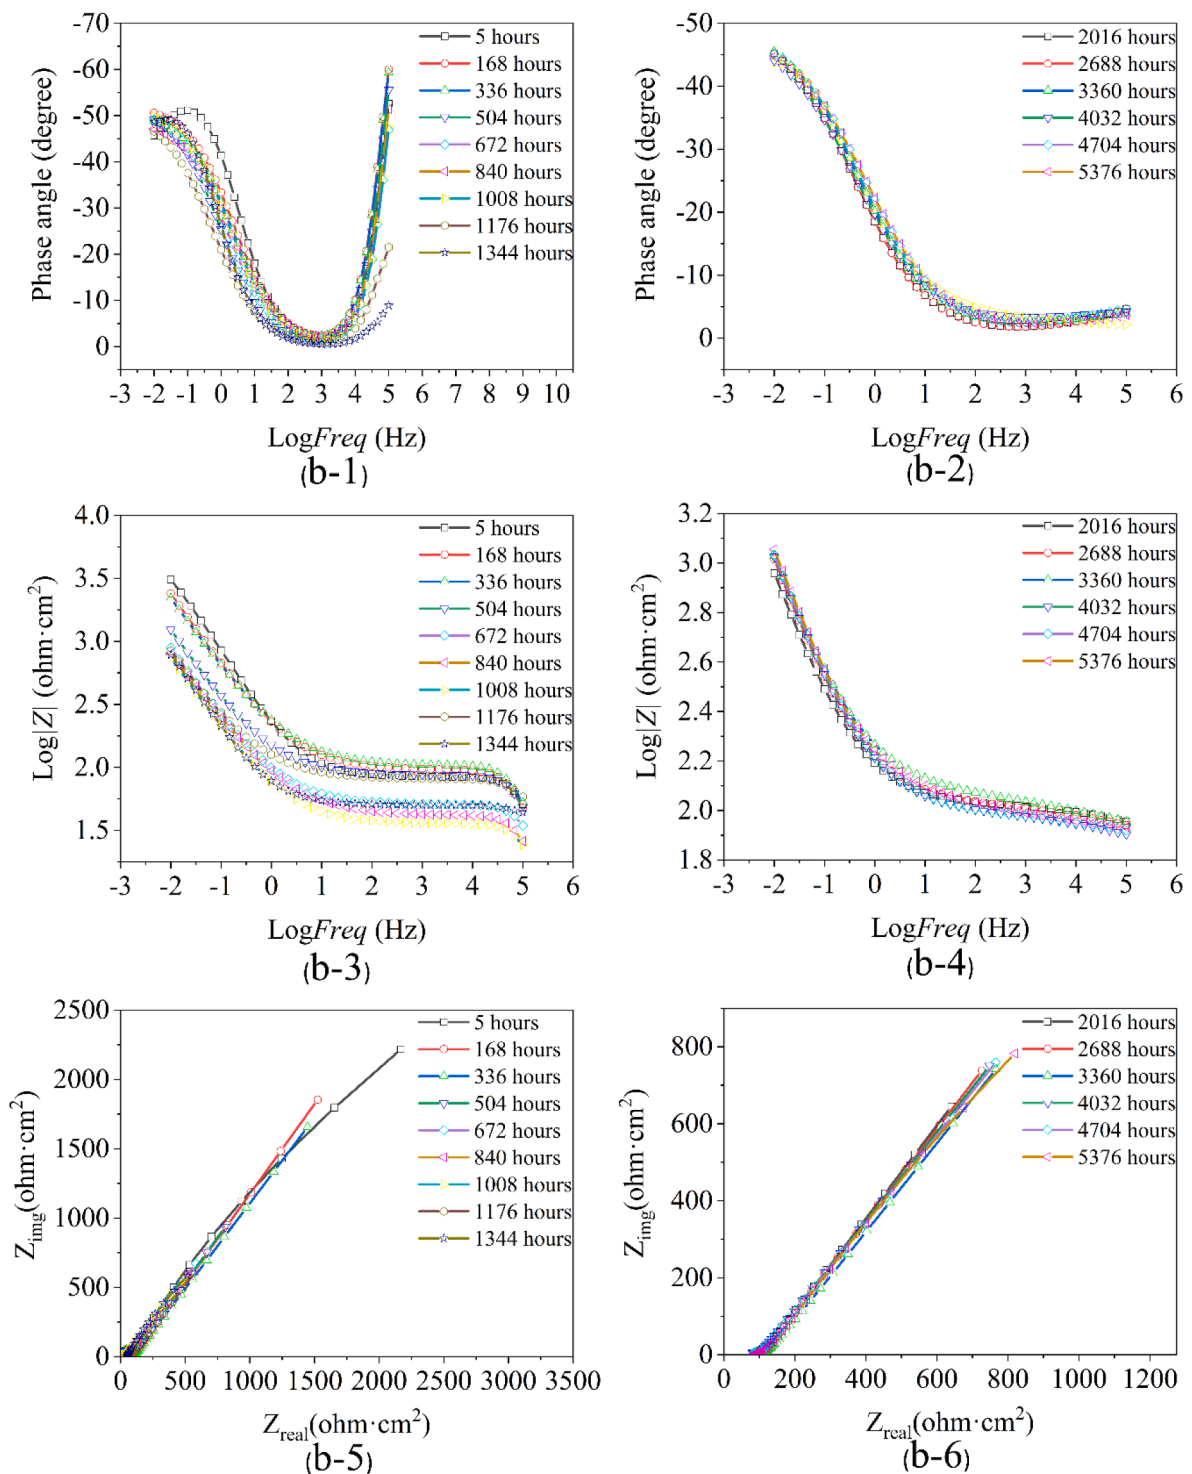 -70
-60
-50
-40
-30
-20
-10
0
Phase angle (degree)
5 hours
168 hours
336 hours
504 hours
672 hours
840 hours
1008 hours
1176 hours
1344 hours
-3 -2 -1 0 1 2 3 4 5 6 7 8 9 10
LogFreq (Hz)
(b-1)
-50
-40
-30
-20
-10
0
Phase angle (degree)
2016 hours
2688 hours
3360 hours
4032 hours
4704 hours
5376 hours
-3 -2 -1 0 1 2 3 4 5 6
LogFreq (Hz)
(b-2)
4.0
3.5
3.0
2.5
2.0
1.5
Log|Z| (ohm·cm²)
5 hours
168 hours
336 hours
504 hours
672 hours
840 hours
1008 hours
1176 hours
1344 hours
-3 -2 -1 0 1 2 3 4 5 6
LogFreq (Hz)
(b-3)
3.2
3.0
2.8
2.6
2.4
2.2
2.0
1.8
Log|Z| (ohm·cm²)
2016 hours
2688 hours
3360 hours
4032 hours
4704 hours
5376 hours
-3 -2 -1 0 1 2 3 4 5 6
LogFreq (Hz)
(b-4)
2500
2000
1500
1000
500
0
Zimg(ohm·cm²)
5 hours
168 hours
336 hours
504 hours
672 hours
840 hours
1008 hours
1176 hours
1344 hours
0 500 1000 1500 2000 2500 3000 3500
Zreal(ohm·cm²)
(b-5)
800
600
400
200
0
Zimg(ohm·cm²)
2016 hours
2688 hours
3360 hours
4032 hours
4704 hours
5376 hours
200 400 600 800 1000 1200
Zreal(ohm·cm²)
(b-6)